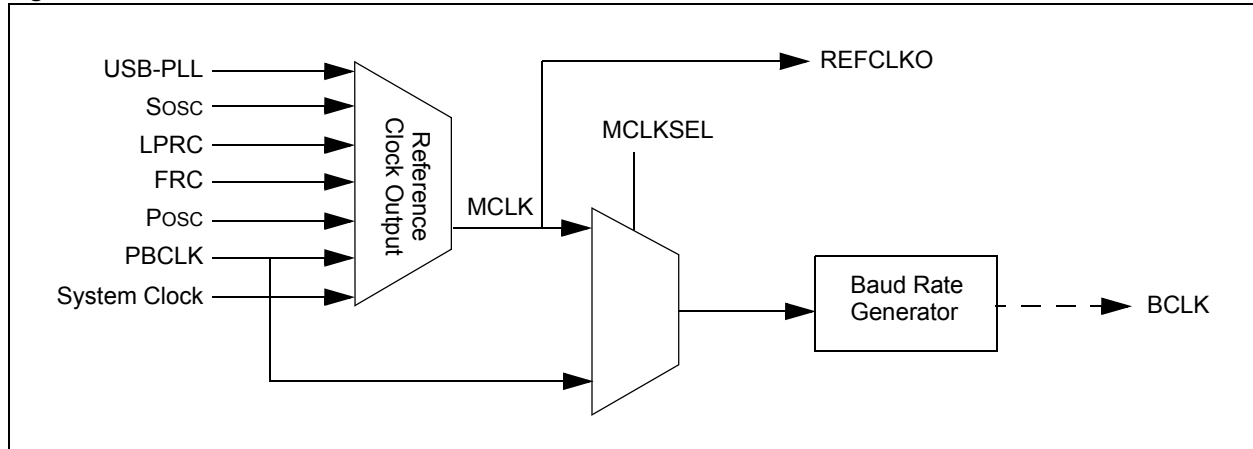 USB-PLL
SOSC
LPRC
FRC
POSC
PBCLK
System Clock
Reference
Clock Output
MCLK
REFCLKO
MCLKSEL
Baud Rate
Generator
BCLK